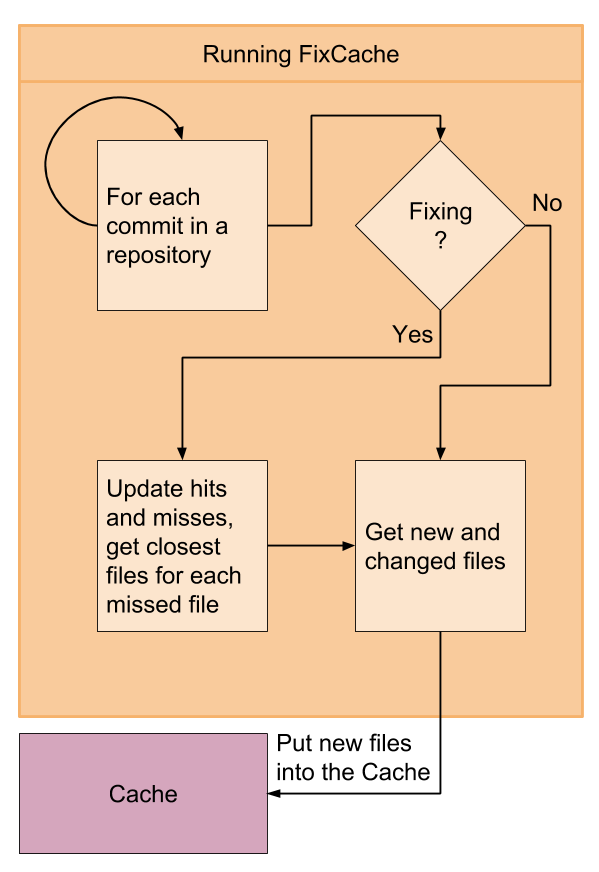 Running FixCache
For each
commit in a
repository
Fixing
?
No
Yes
Update hits
and misses,
get closest
files for each
missed file
Get new and
changed files
Put new files
into the Cache
Cache